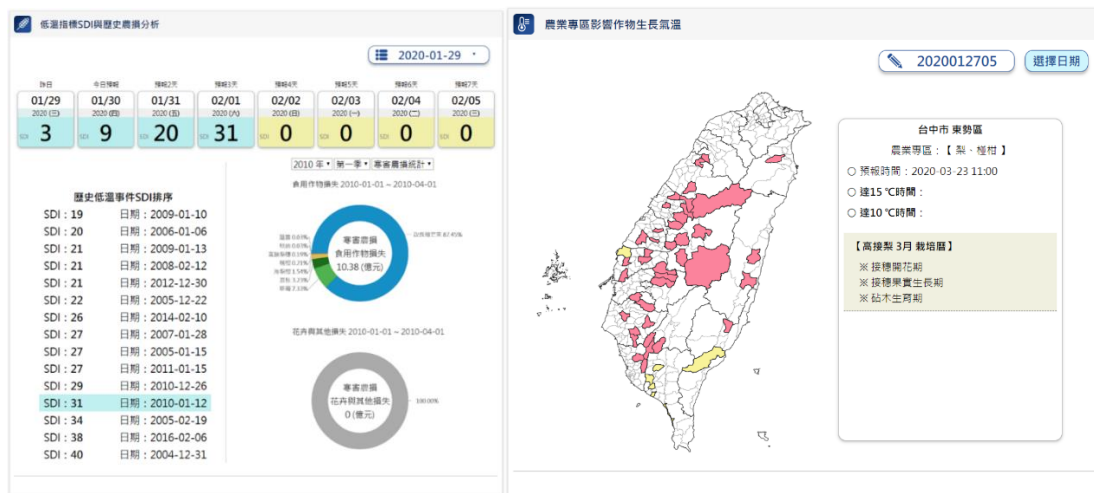 低溫指標SDI與歷史農損分析
2020-01-29
昨日 今日預報 預報2天 預報3天 預報4天 預報5天 預報6天 預報7天
01/29 01/30 01/31 02/01 02/02 02/03 02/04 02/05
2020 (三) 2020 (四) 2020 (五) 2020 (六) 2020 (日) 2020 (一) 2020 (二) 2020 (三)
SDI 3 SDI 9 SDI 20 SDI 31 SDI 0 SDI 0 SDI 0 SDI 0
2010 年 第一季 寒害農損統計
歷史低溫事件SDI排序
SDI：19 日期：2009-01-10
SDI：20 日期：2006-01-06
SDI：21 日期：2009-01-13
SDI：21 日期：2008-02-12
SDI：21 日期：2012-12-30
SDI：22 日期：2005-12-22
SDI：26 日期：2014-02-10
SDI：27 日期：2007-01-28
SDI：27 日期：2005-01-15
SDI：27 日期：2011-01-15
SDI：29 日期：2010-12-26
SDI：31 日期：2010-01-12
SDI：34 日期：2005-02-19
SDI：38 日期：2016-02-06
SDI：40 日期：2004-12-31
食用作物損失 2010-01-01 ~ 2010-04-01
寒害農損
食用作物損失
10.38 (億元)
花卉與其他損失 2010-01-01 ~ 2010-04-01
寒害農損
花卉與其他損失
0 (億元)
100.00%
農業專區影響作物生長氣溫
2020012705
選擇日期
台中市 東勢區
農業專區：【 梨、椪柑 】
預報時間：2020-03-23 11:00
達15 ℃時間：
達10 ℃時間：
【高接梨 3月 栽培曆】
※ 接穗開花期
※ 接穗果實生長期
※ 砧木生育期